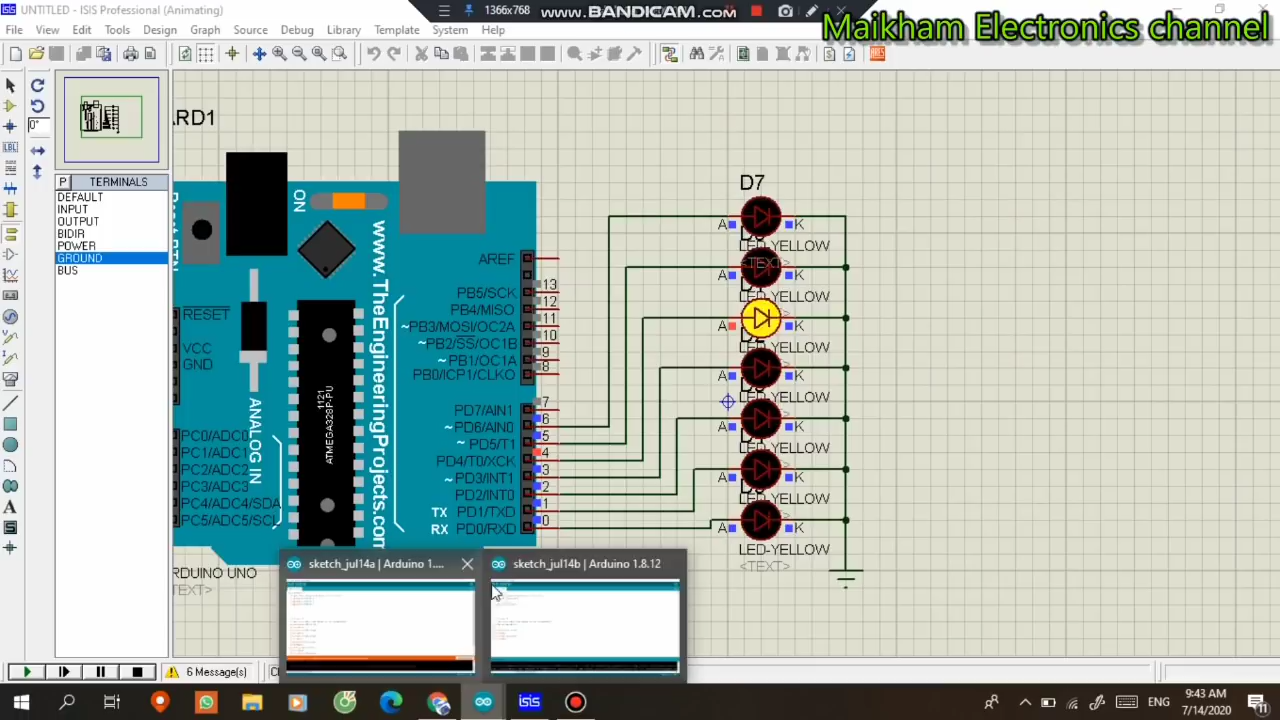 UNTITLED - ISIS Professional (Animating)
1366x768
www.BANDICAM.com
Maikham Electronics channel
File View Edit Tools Design Graph Source Debug Library Template System Help
ARD1
0°
LBL
ARES
P TERMINALS
DEFAULT
INPUT
OUTPUT
BIDIR
POWER
GROUND
BUS
ON
www.TheEngineeringProjects.com
RESET
VCC
GND
ANALOG IN
PC0/ADC0
PC1/ADC1
PC2/ADC2
PC3/ADC3
PC4/ADC4/SDA
PC5/ADC5/SCL
1121
ATMEGA328P-PU
AREF
PB5/SCK 13
PB4/MISO 12
~PB3/MOSI/OC2A 11
~PB2/SS/OC1B 10
~PB1/OC1A 9
PB0/ICP1/CLKO 8
PD7/AIN1 7
~PD6/AIN0 6
~PD5/T1 5
PD4/T0/XCK 4
~PD3/INT1 3
PD2/INT0 2
TX PD1/TXD 1
RX PD0/RXD 0
D7
A K
LED-YELLOW
<TEXT>
A K
LED-YELLOW
A K
LED-YELLOW
A K
LED-YELLOW
A K
LED-YELLOW
A K
LED-YELLOW
A K
LED-YELLOW
<TEXT>
RDUINO UNO
TEXT>
sketch_jul14a | Arduino 1....
sketch_jul14b | Arduino 1.8.12
6 Message(s)
isis
ENG
9:43 AM
7/14/2020
11